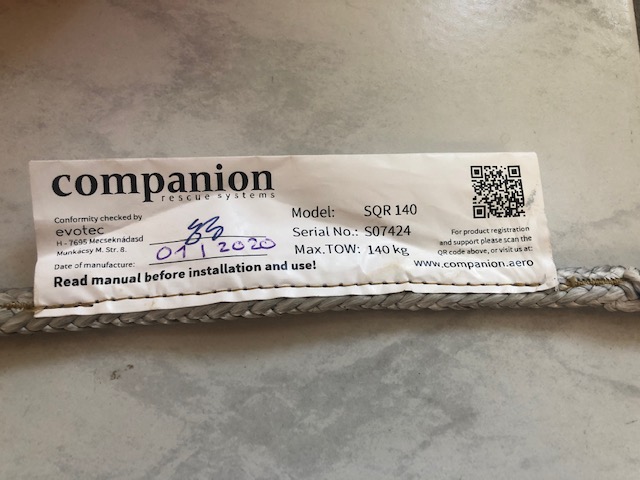 companion
rescue systems
Conformity checked by
evotec
H - 7695 Mecseknádasd
Munkácsy M. Str. 8.
Date of manufacture:
01 / 2020
Read manual before installation and use!
Model: SQR 140
Serial No.: S07424
Max.TOW: 140 kg
For product registration
and support please scan the
QR code above, or visit us at:
www.companion.aero